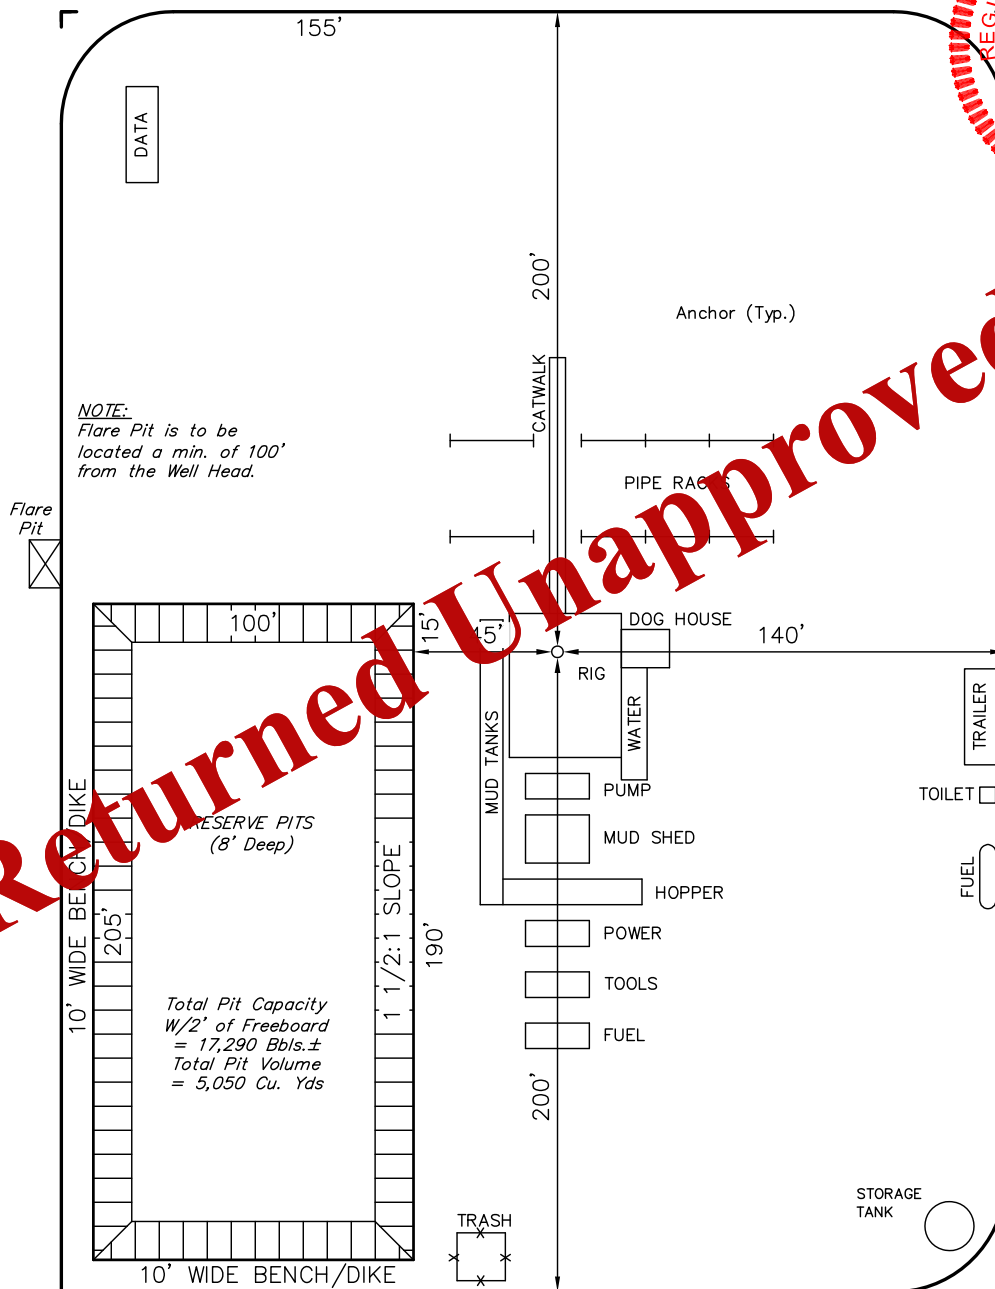 155'
REG.
DATA
200'
Anchor (Typ.)
CATWALK
NOTE:
Flare Pit is to be
located a min. of 100'
from the Well Head.
PIPE RACKS
Flare
Pit
100'
15'
45'
DOG HOUSE
140'
RIG
WATER
TRAILER
MUD TANKS
PUMP
TOILET
MUD SHED
RESERVE PITS
(8' Deep)
FUEL
HOPPER
10' WIDE BENCH/DIKE
205'
1 1/2:1 SLOPE
190'
POWER
TOOLS
FUEL
Total Pit Capacity
W/2' of Freeboard
= 17,290 Bbls.±
Total Pit Volume
= 5,050 Cu. Yds
200'
STORAGE
TANK
TRASH
10' WIDE BENCH/DIKE
Returned Unapproved